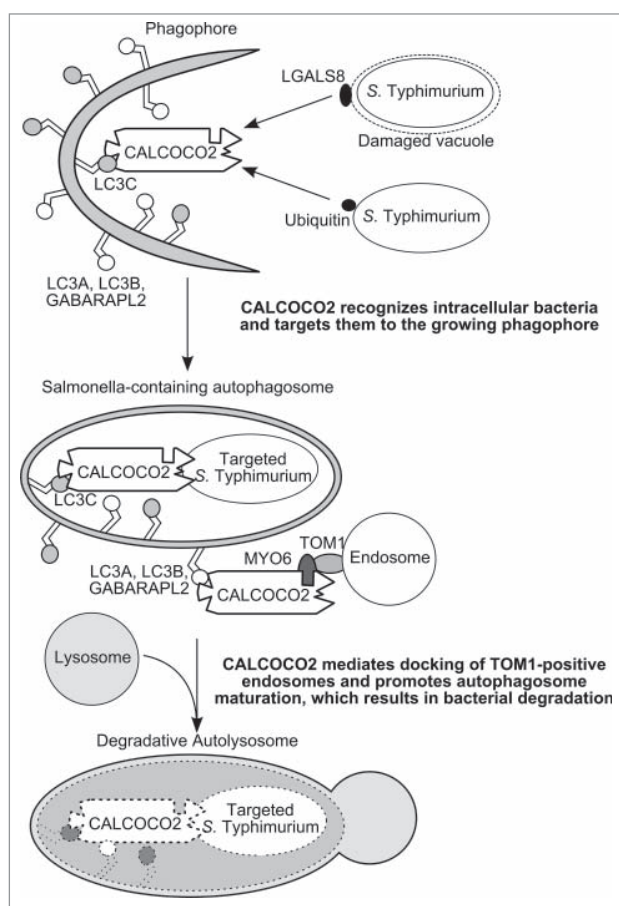 Phagophore
LGALS8
S. Typhimurium
Damaged vacuole
CALCOCO2
LC3C
Ubiquitin
S. Typhimurium
LC3A, LC3B,
GABARAPL2
CALCOCO2 recognizes intracellular bacteria
and targets them to the growing phagophore
Salmonella-containing autophagosome
CALCOCO2
Targeted
S. Typhimurium
LC3C
LC3A, LC3B,
GABARAPL2
MYO6
TOM1
Endosome
CALCOCO2
Lysosome
CALCOCO2 mediates docking of TOM1-positive
endosomes and promotes autophagosome
maturation, which results in bacterial degradation
Degradative Autolysosome
CALCOCO2
Targeted
S. Typhimurium